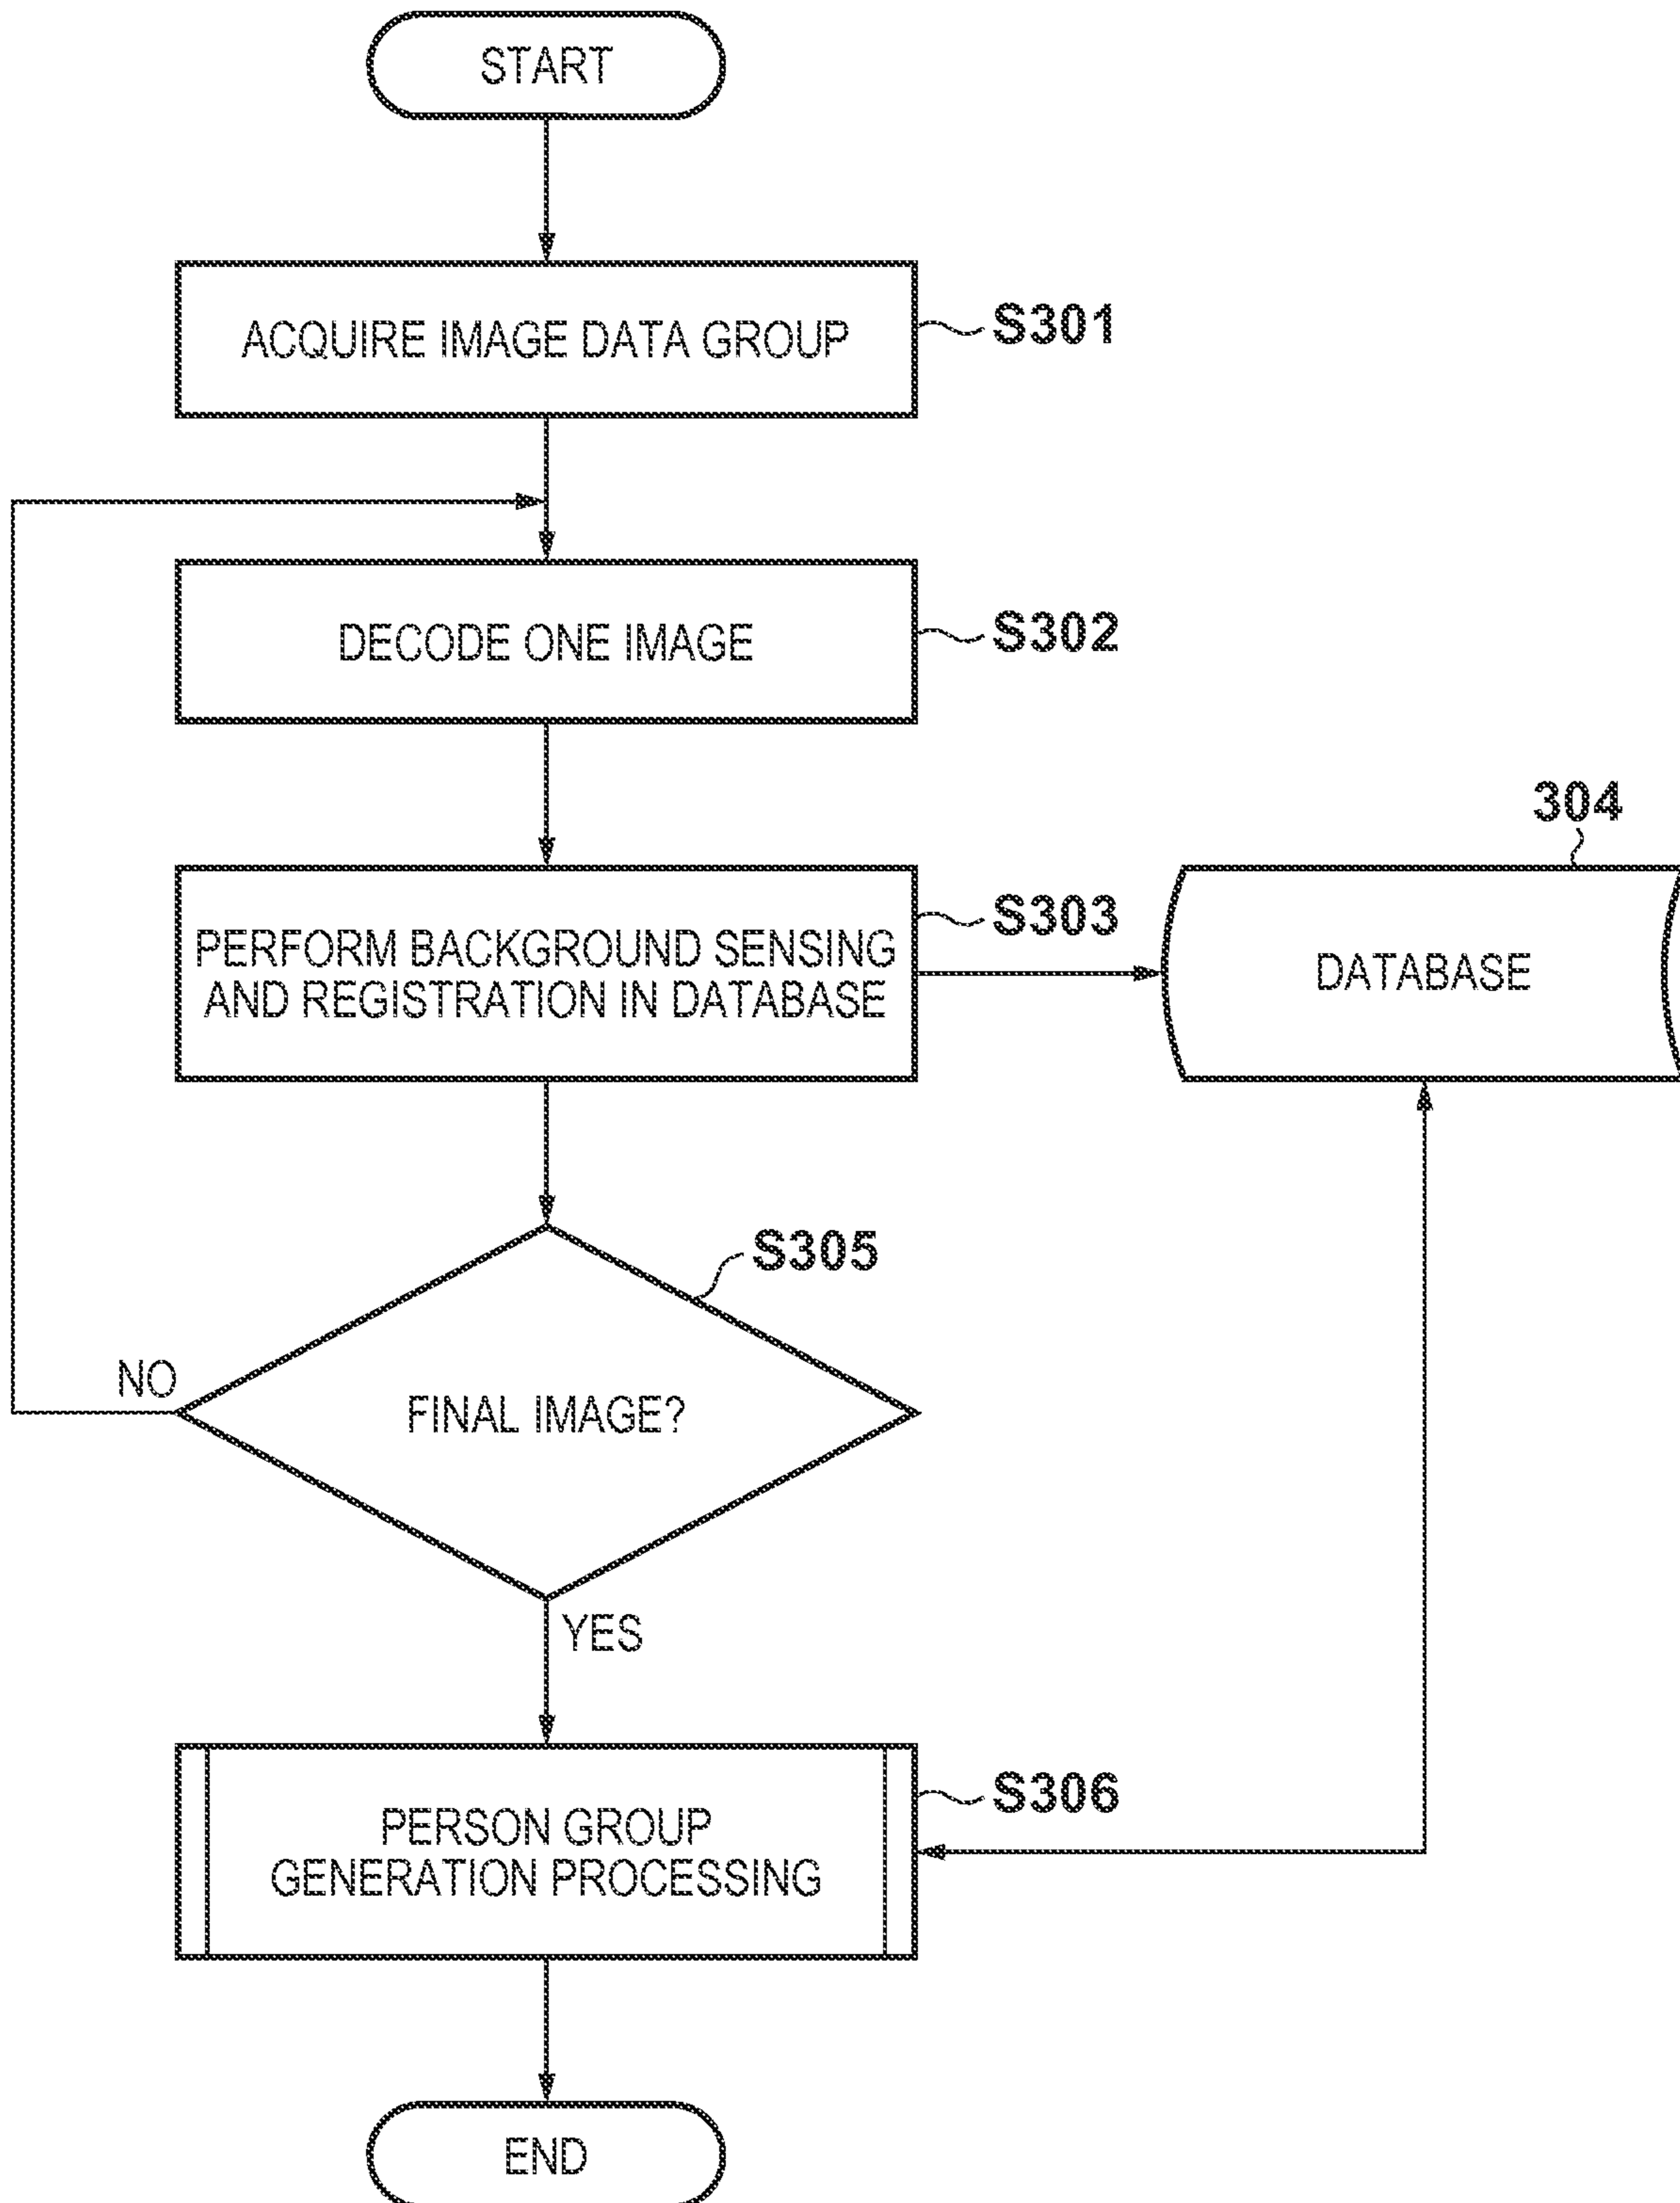 START
ACQUIRE IMAGE DATA GROUP
S301
DECODE ONE IMAGE
S302
304
PERFORM BACKGROUND SENSING
AND REGISTRATION IN DATABASE
S303
DATABASE
S305
NO
FINAL IMAGE?
YES
PERSON GROUP
GENERATION PROCESSING
S306
END